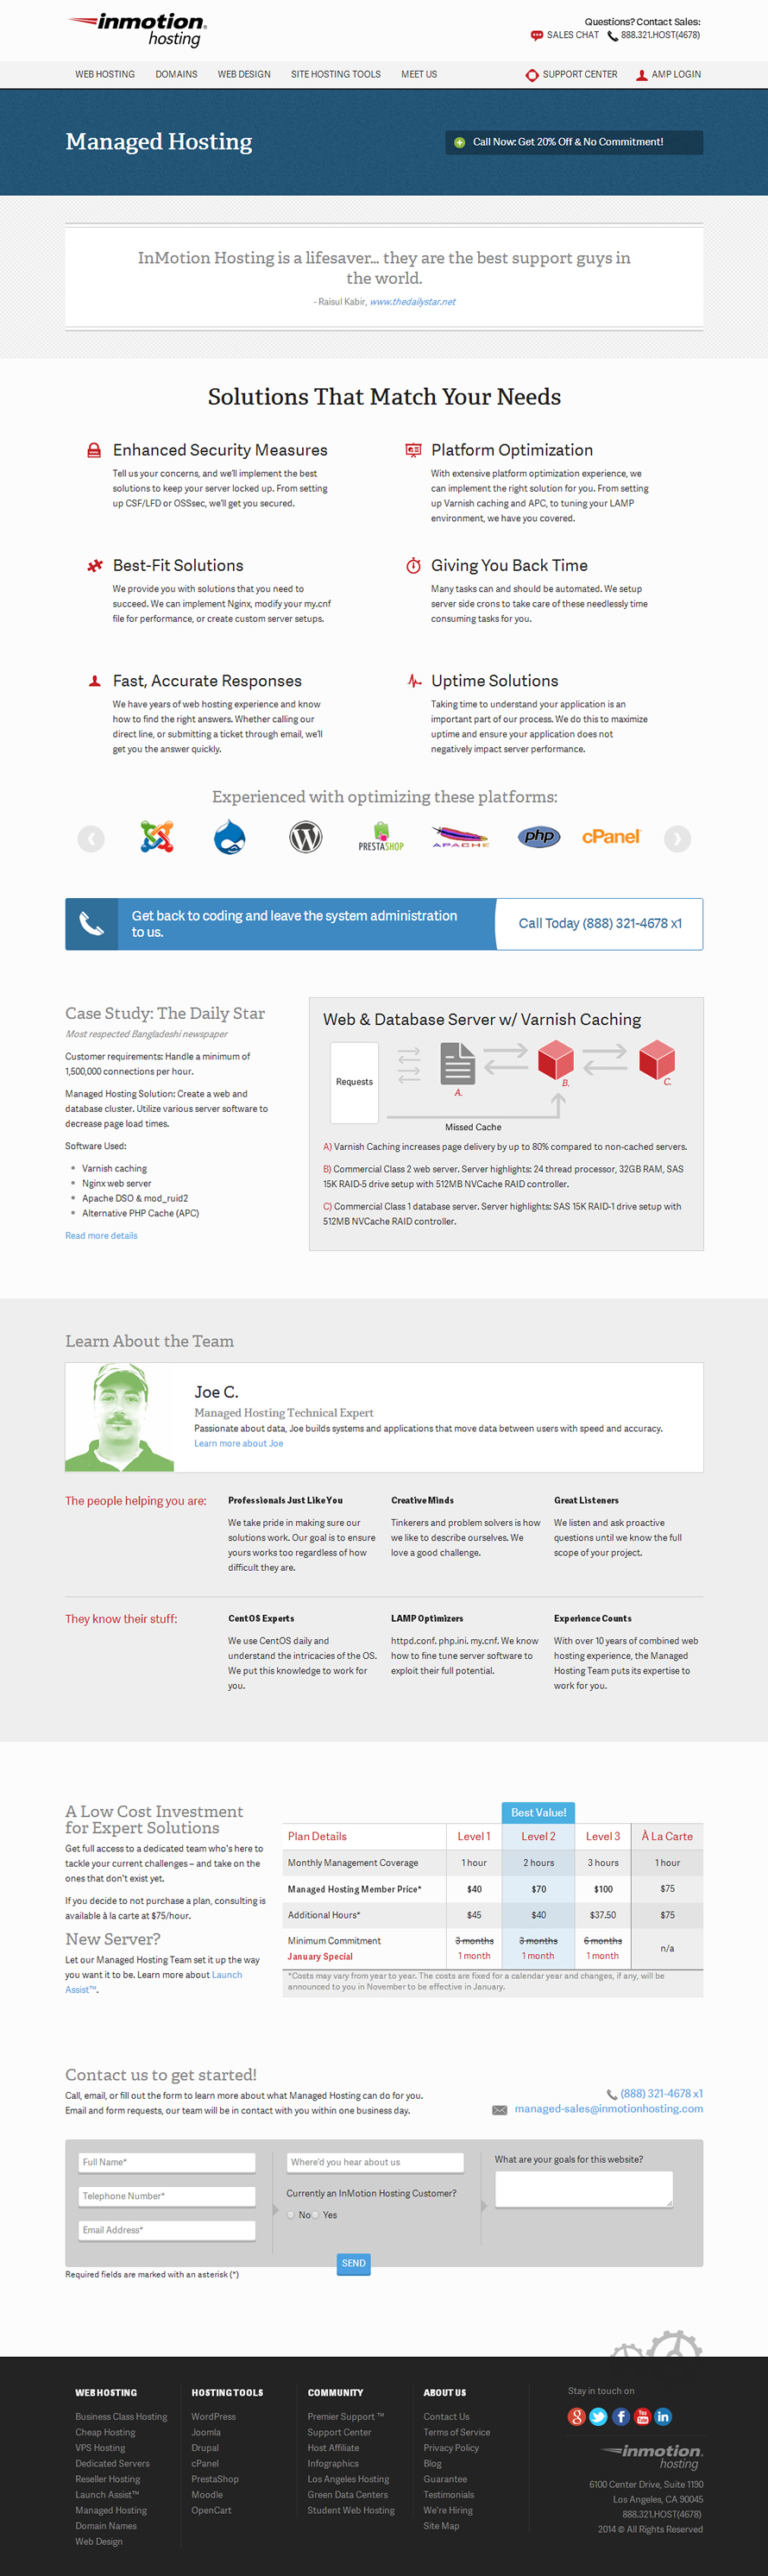 inmotion
hosting
Questions? Contact Sales:
SALES CHAT 888.321.HOST(4678)
WEB HOSTING DOMAINS WEB DESIGN SITE HOSTING TOOLS MEET US SUPPORT CENTER AMP LOGIN
Managed Hosting
Call Now: Get 20% Off & No Commitment!
InMotion Hosting is a lifesaver... they are the best support guys in
the world.
- Raisul Kabir, www.thedailystar.net
Solutions That Match Your Needs
Enhanced Security Measures
Tell us your concerns, and we'll implement the best
solutions to keep your server locked up. From setting
up CSF/LFD or OSSsec, we'll get you secured.
Platform Optimization
With extensive platform optimization experience, we
can implement the right solution for you. From setting
up Varnish caching and APC, to tuning your LAMP
environment, we have you covered.
Best-Fit Solutions
We provide you with solutions that you need to
succeed. We can implement Nginx, modify your my.cnf
file for performance, or create custom server setups.
Giving You Back Time
Many tasks can and should be automated. We setup
server side crons to take care of these needlessly time
consuming tasks for you.
Fast, Accurate Responses
We have years of web hosting experience and know
how to find the right answers. Whether calling our
direct line, or submitting a ticket through email, we'll
get you the answer quickly.
Uptime Solutions
Taking time to understand your application is an
important part of our process. We do this to maximize
uptime and ensure your application does not
negatively impact server performance.
Experienced with optimizing these platforms:
PRESTASHOP
APACHE
php
cPanel
Get back to coding and leave the system administration
to us.
Call Today (888) 321-4678 x1
Case Study: The Daily Star
Most respected Bangladeshi newspaper
Customer requirements: Handle a minimum of
1,500,000 connections per hour.
Managed Hosting Solution: Create a web and
database cluster. Utilize various server software to
decrease page load times.
Software Used:
• Varnish caching
• Nginx web server
• Apache DSO & mod_ruid2
• Alternative PHP Cache (APC)
Read more details
Web & Database Server w/ Varnish Caching
Requests
A.
B.
C.
Missed Cache
A) Varnish Caching increases page delivery by up to 80% compared to non-cached servers.
B) Commercial Class 2 web server. Server highlights: 24 thread processor, 32GB RAM, SAS
15K RAID-5 drive setup with 512MB NVCache RAID controller.
C) Commercial Class 1 database server. Server highlights: SAS 15K RAID-1 drive setup with
512MB NVCache RAID controller.
Learn About the Team
Joe C.
Managed Hosting Technical Expert
Passionate about data, Joe builds systems and applications that move data between users with speed and accuracy.
Learn more about Joe
The people helping you are:
Professionals Just Like You
We take pride in making sure our
solutions work. Our goal is to ensure
yours works too regardless of how
difficult they are.
Creative Minds
Tinkerers and problem solvers is how
we like to describe ourselves. We
love a good challenge.
Great Listeners
We listen and ask proactive
questions until we know the full
scope of your project.
They know their stuff:
CentOS Experts
We use CentOS daily and
understand the intricacies of the OS.
We put this knowledge to work for
you.
LAMP Optimizers
httpd.conf. php.ini. my.cnf. We know
how to fine tune server software to
exploit their full potential.
Experience Counts
With over 10 years of combined web
hosting experience, the Managed
Hosting Team puts its expertise to
work for you.
A Low Cost Investment
for Expert Solutions
Get full access to a dedicated team who's here to
tackle your current challenges – and take on the
ones that don't exist yet.
If you decide to not purchase a plan, consulting is
available à la carte at $75/hour.
New Server?
Let our Managed Hosting Team set it up the way
you want it to be. Learn more about Launch
Assist™.
Best Value!
Plan Details Level 1 Level 2 Level 3 À La Carte
Monthly Management Coverage 1 hour 2 hours 3 hours 1 hour
Managed Hosting Member Price* $40 $70 $100 $75
Additional Hours* $45 $40 $37.50 $75
Minimum Commitment 3 months 3 months 6 months n/a
January Special 1 month 1 month 1 month
*Costs may vary from year to year. The costs are fixed for a calendar year and changes, if any, will be
announced to you in November to be effective in January.
Contact us to get started!
Call, email, or fill out the form to learn more about what Managed Hosting can do for you.
Email and form requests, our team will be in contact with you within one business day.
(888) 321-4678 x1
managed-sales@inmotionhosting.com
Full Name*
Telephone Number*
Email Address*
Where'd you hear about us
Currently an InMotion Hosting Customer?
No Yes
What are your goals for this website?
SEND
Required fields are marked with an asterisk (*)
WEB HOSTING
Business Class Hosting
Cheap Hosting
VPS Hosting
Dedicated Servers
Reseller Hosting
Launch Assist™
Managed Hosting
Domain Names
Web Design
HOSTING TOOLS
WordPress
Joomla
Drupal
cPanel
PrestaShop
Moodle
OpenCart
COMMUNITY
Premier Support ™
Support Center
Host Affiliate
Infographics
Los Angeles Hosting
Green Data Centers
Student Web Hosting
ABOUT US
Contact Us
Terms of Service
Privacy Policy
Blog
Guarantee
Testimonials
We're Hiring
Site Map
Stay in touch on
inmotion
hosting
6100 Center Drive, Suite 1190
Los Angeles, CA 90045
888.321.HOST(4678)
2014 © All Rights Reserved